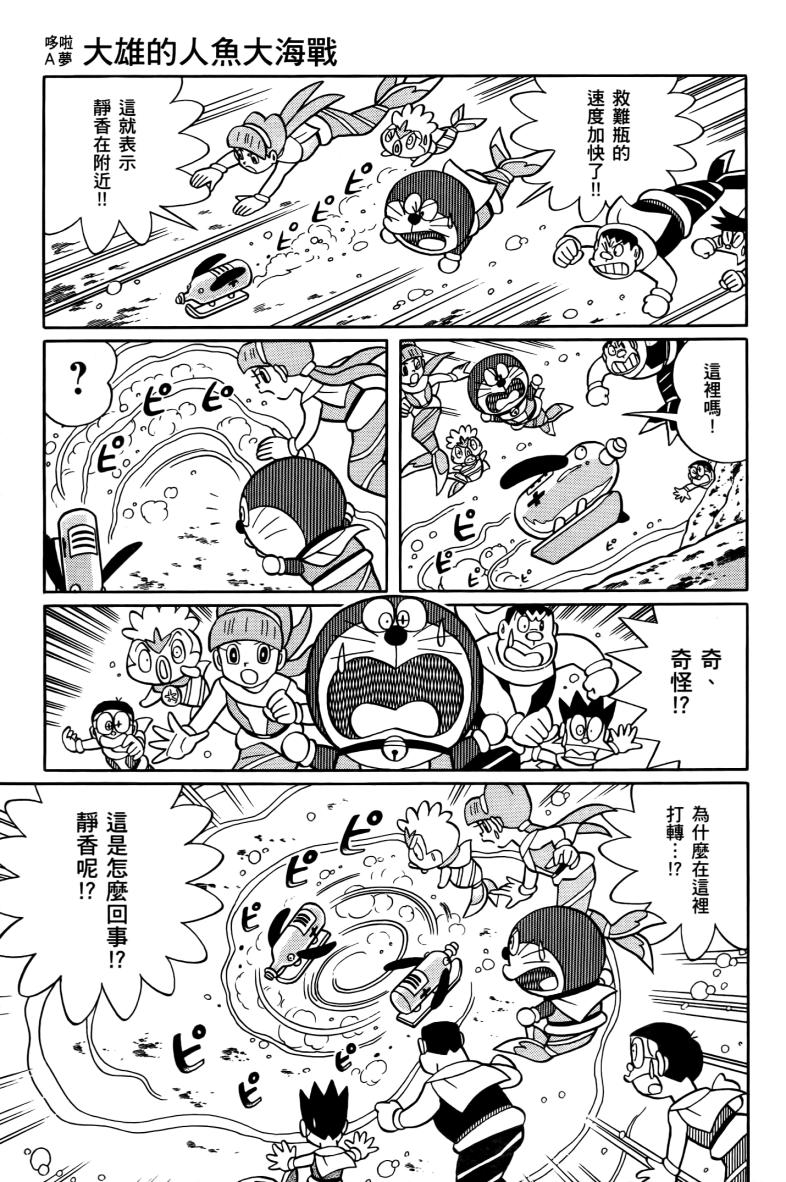 哆啦
A夢
大雄的人魚大海戰
救難瓶的
速度加快了!!
這就表示
靜香在附近!!
ピ
ピ
ピ
這裡嗎!
ピ
ピ
ピ
?
ピ
ピ
ピ
奇、
奇怪!?
為什麼在這裡
打轉…!?
這是怎麼回事!?
靜香呢!?
ピ
ピ
ピ
ピ
ピ
ピ